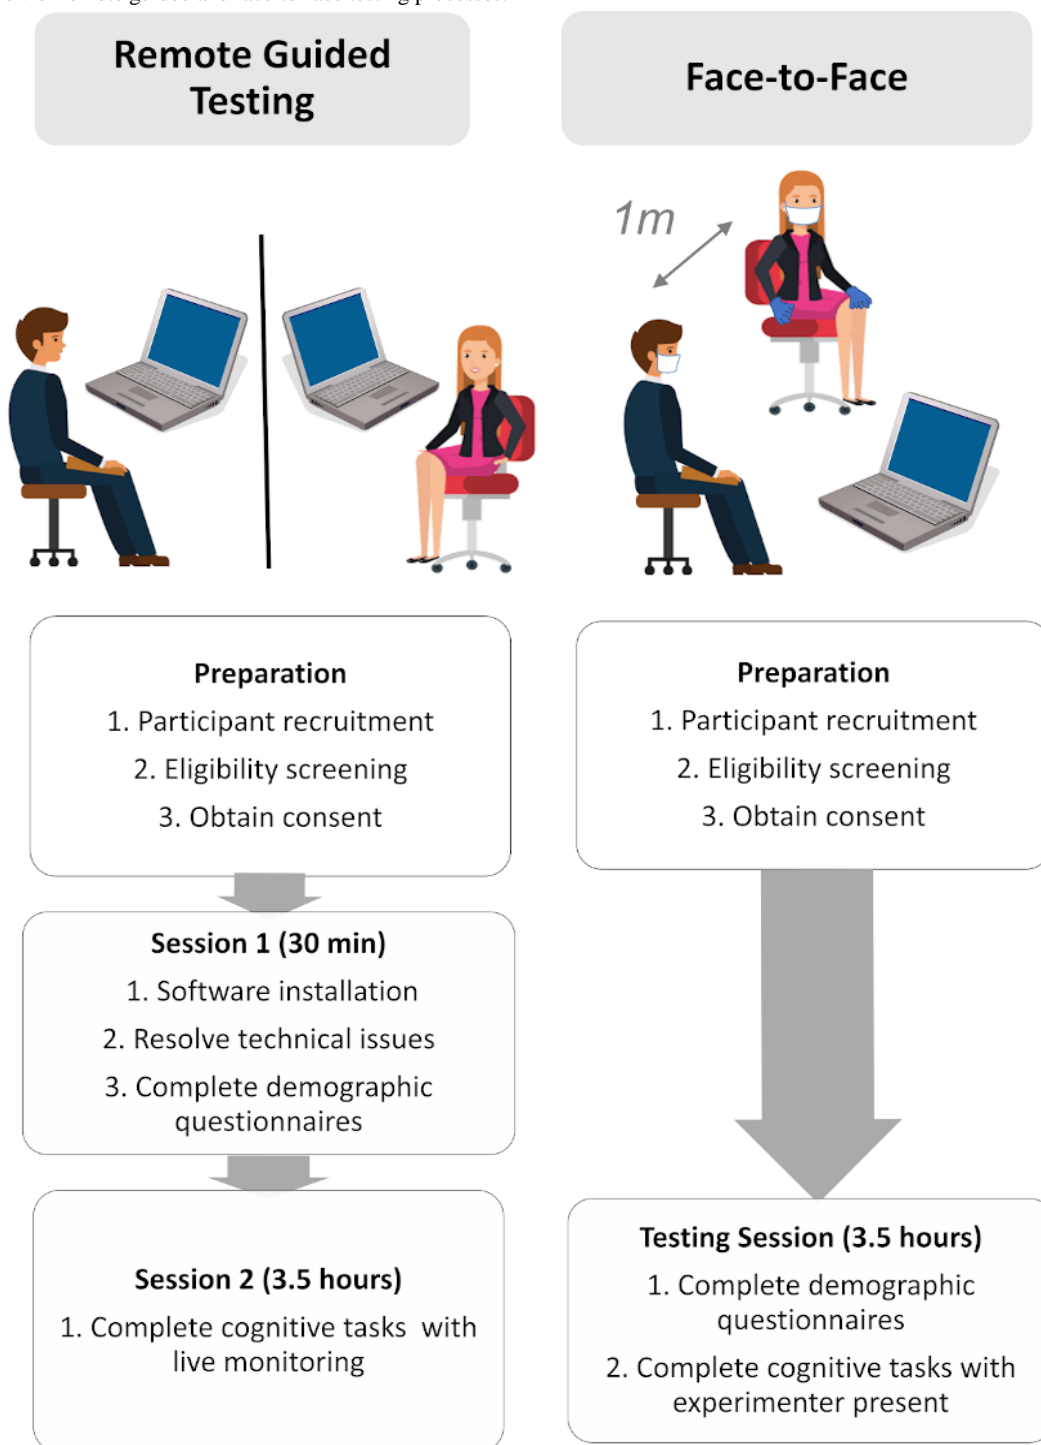 Remote Guided
Testing
Face-to-Face
1m
Preparation
1. Participant recruitment
2. Eligibility screening
3. Obtain consent
Session 1 (30 min)
1. Software installation
2. Resolve technical issues
3. Complete demographic
questionnaires
Session 2 (3.5 hours)
1. Complete cognitive tasks with
live monitoring
Preparation
1. Participant recruitment
2. Eligibility screening
3. Obtain consent
Testing Session (3.5 hours)
1. Complete demographic
questionnaires
2. Complete cognitive tasks with
experimenter present